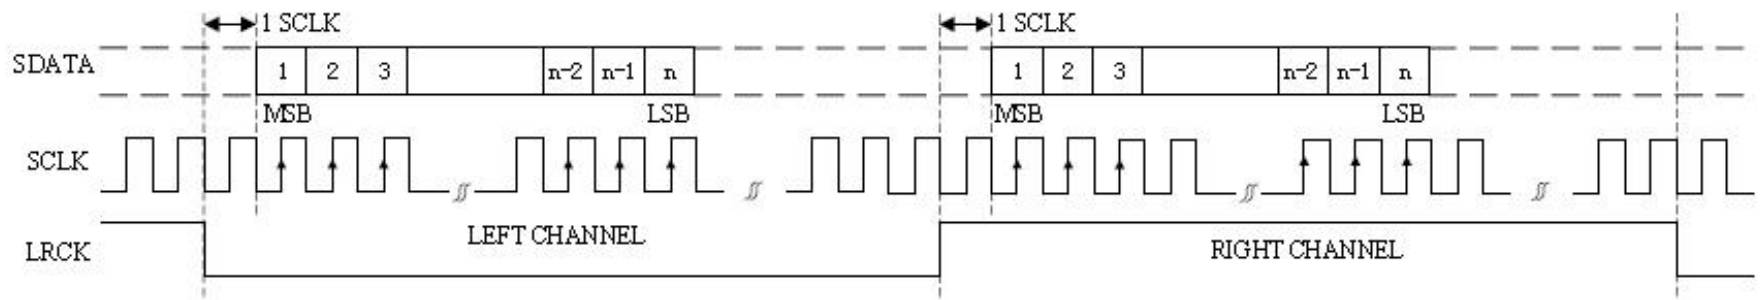 1 SCLK 1 SCLK
SDATA 1 2 3 n-2 n-1 n 1 2 3 n-2 n-1 n
MSB LSB MSB LSB
SCLK
LRCK LEFT CHANNEL RIGHT CHANNEL